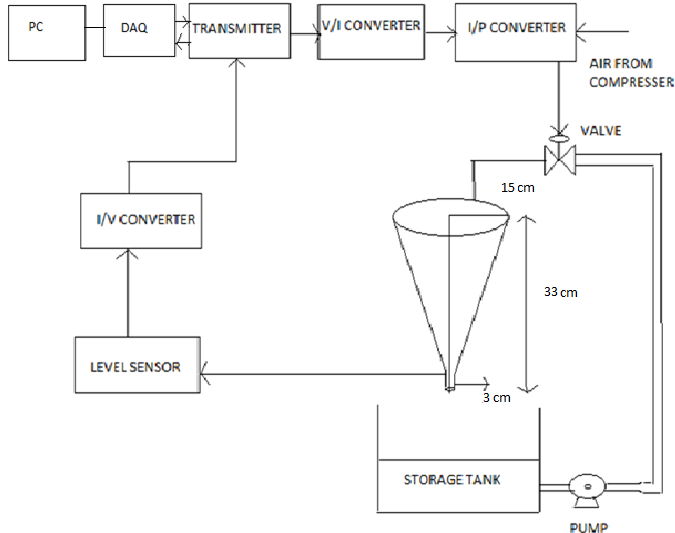 PC
DAQ
TRANSMITTER
V/I CONVERTER
I/P CONVERTER
AIR FROM
COMPRESSER
VALVE
15 cm
I/V CONVERTER
33 cm
LEVEL SENSOR
3 cm
STORAGE TANK
PUMP